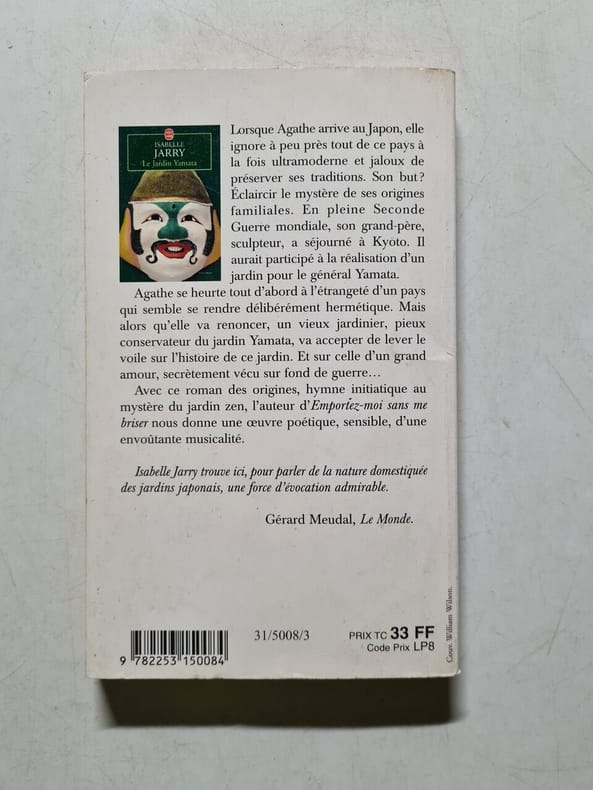 ISABELLE
JARRY
Le Jardin Yamata
Lorsque Agathe arrive au Japon, elle
ignore à peu près tout de ce pays à
la fois ultramoderne et jaloux de
préserver ses traditions. Son but ?
Éclaircir le mystère de ses origines
familiales. En pleine Seconde
Guerre mondiale, son grand-père,
sculpteur, a séjourné à Kyoto. Il
aurait participé à la réalisation d'un
jardin pour le général Yamata.
Agathe se heurte tout d'abord à l'étrangeté d'un pays
qui semble se rendre délibérément hermétique. Mais
alors qu'elle va renoncer, un vieux jardinier, pieux
conservateur du jardin Yamata, va accepter de lever le
voile sur l'histoire de ce jardin. Et sur celle d'un grand
amour, secrètement vécu sur fond de guerre…
Avec ce roman des origines, hymne initiatique au
mystère du jardin zen, l'auteur d'Emportez-moi sans me
briser nous donne une œuvre poétique, sensible, d'une
envoûtante musicalité.
Isabelle Jarry trouve ici, pour parler de la nature domestiquée
des jardins japonais, une force d'évocation admirable.
Gérard Meudal, Le Monde.
9 782253 150084
31/5008/3
PRIX TC 33 FF
Code Prix LP8
Couv. William Wilson.